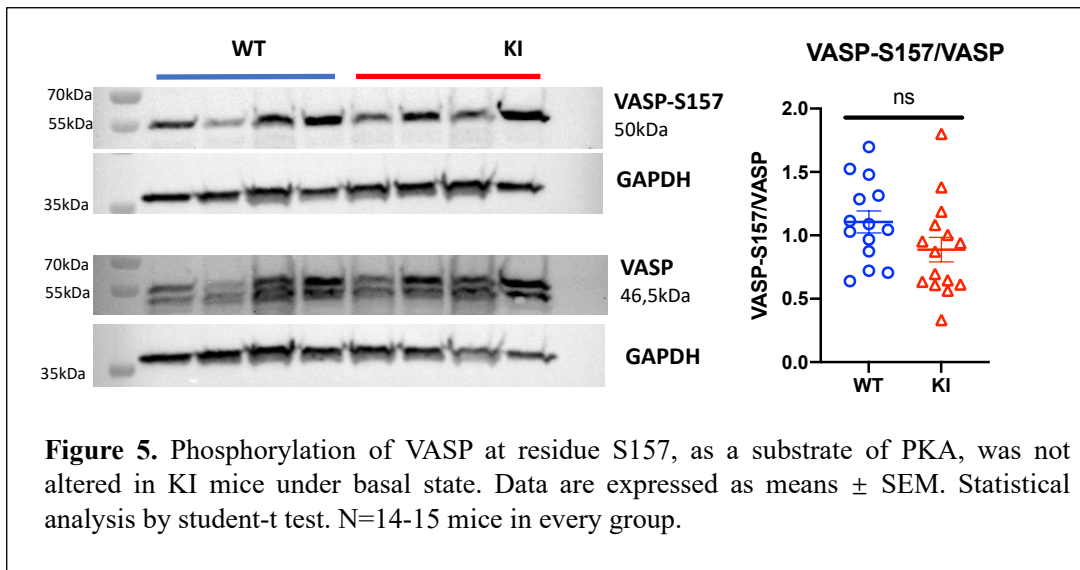 WT KI
70kDa
55kDa
VASP-S157
50kDa
GAPDH
35kDa
70kDa
55kDa
VASP
46,5kDa
GAPDH
35kDa
VASP-S157/VASP
ns
2.0
1.5
1.0
0.5
0.0
VASP-S157/VASP
WT KI
Figure 5. Phosphorylation of VASP at residue S157, as a substrate of PKA, was not
altered in KI mice under basal state. Data are expressed as means ± SEM. Statistical
analysis by student-t test. N=14-15 mice in every group.